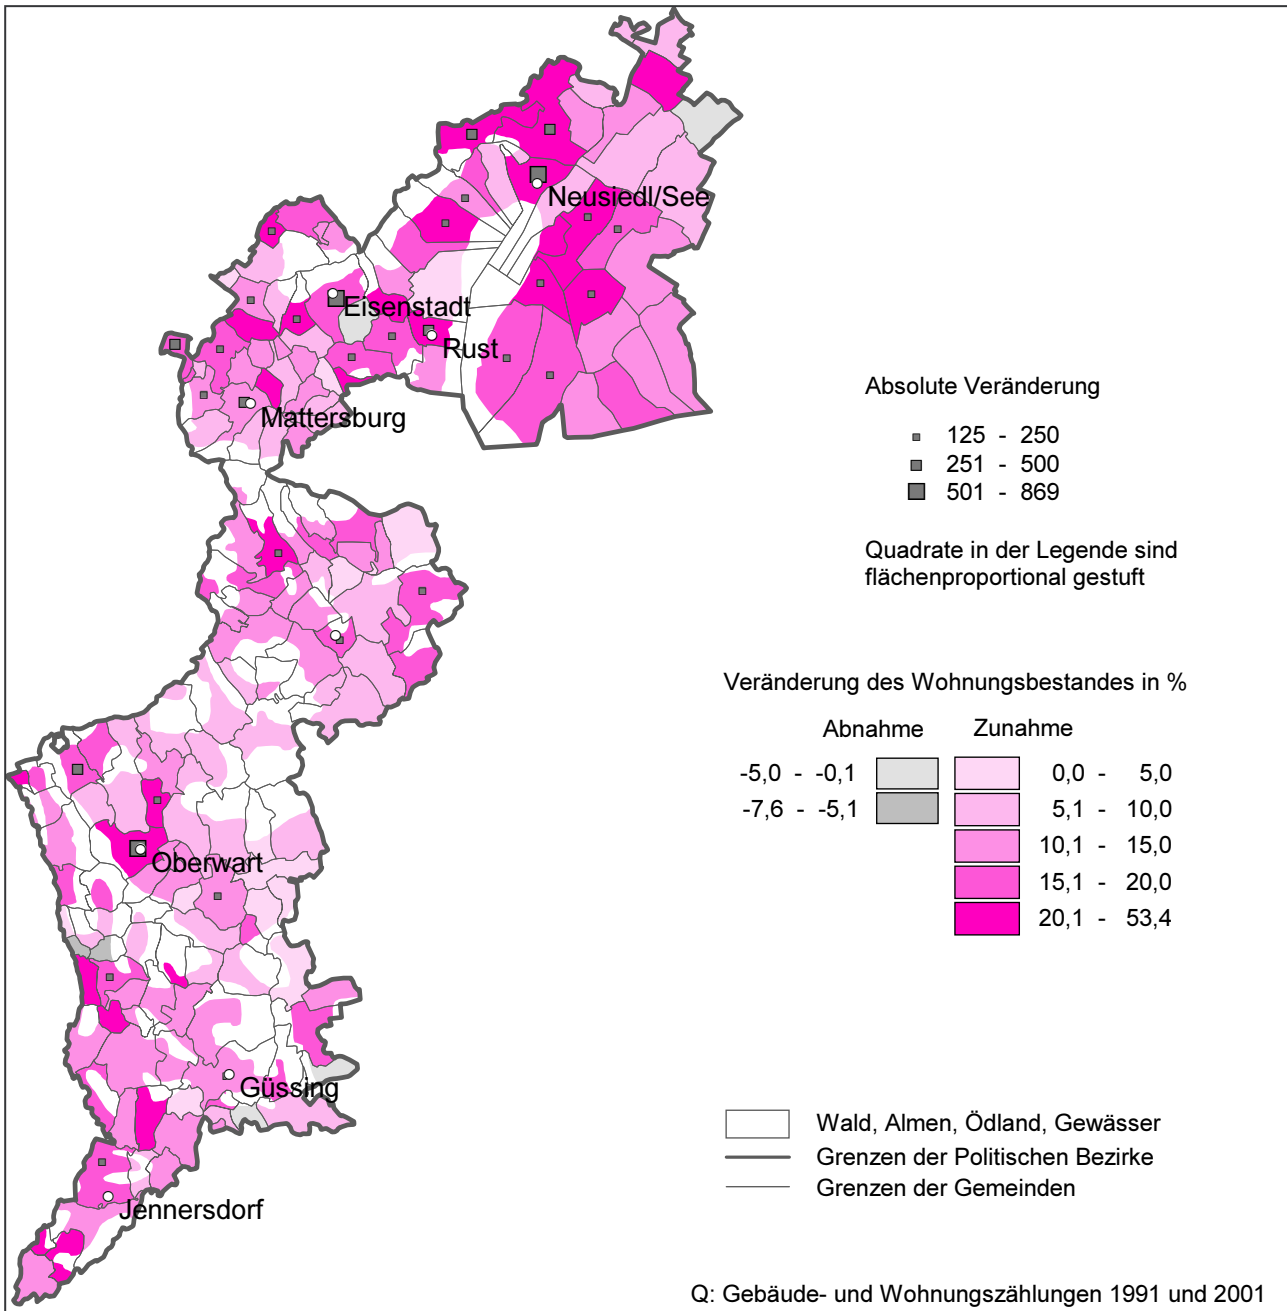 Neusiedl/See
Eisenstadt
Rust
Mattersburg
Oberwart
Güssing
Jennersdorf
Absolute Veränderung
125 - 250
251 - 500
501 - 869
Quadrate in der Legende sind
flächenproportional gestuft
Veränderung des Wohnungsbestandes in %
Abnahme Zunahme
-5,0 - -0,1 0,0 - 5,0
-7,6 - -5,1 5,1 - 10,0
10,1 - 15,0
15,1 - 20,0
20,1 - 53,4
Wald, Almen, Ödland, Gewässer
Grenzen der Politischen Bezirke
Grenzen der Gemeinden
Q: Gebäude- und Wohnungszählungen 1991 und 2001